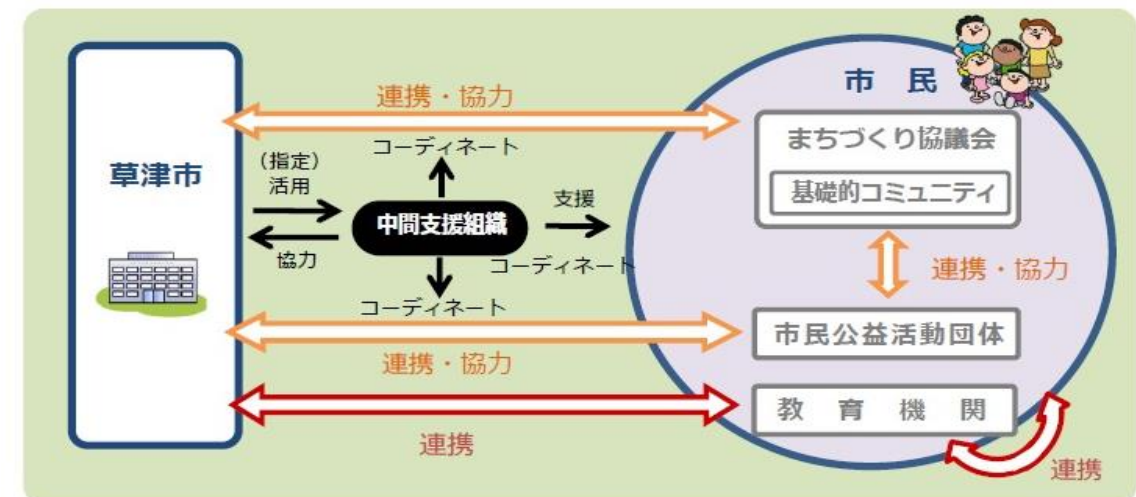 市 民
連携・協力
まちづくり協議会
コーディネート
草津市
(指定)
活用
基礎的コミュニティ
支援
中間支援組織
協力
コーディネート
連携・協力
コーディネート
市民公益活動団体
連携・協力
教 育 機 関
連携
連携